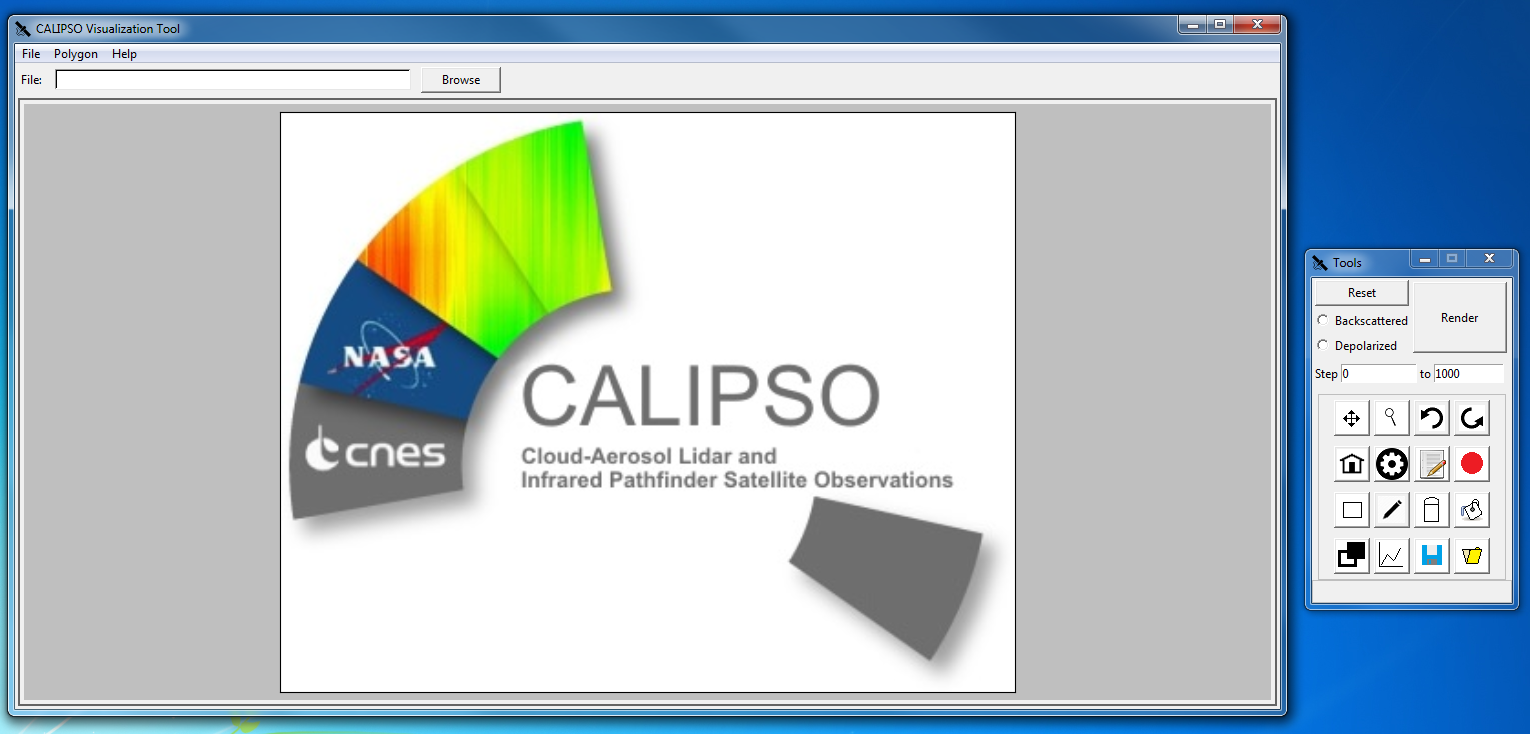 CALIPSO Visualization Tool
File Polygon Help
File: Browse
NASA
cnes
CALIPSO
Cloud-Aerosol Lidar and
Infrared Pathfinder Satellite Observations
Tools
Reset
Render
Backscattered
Depolarized
Step 0 to 1000